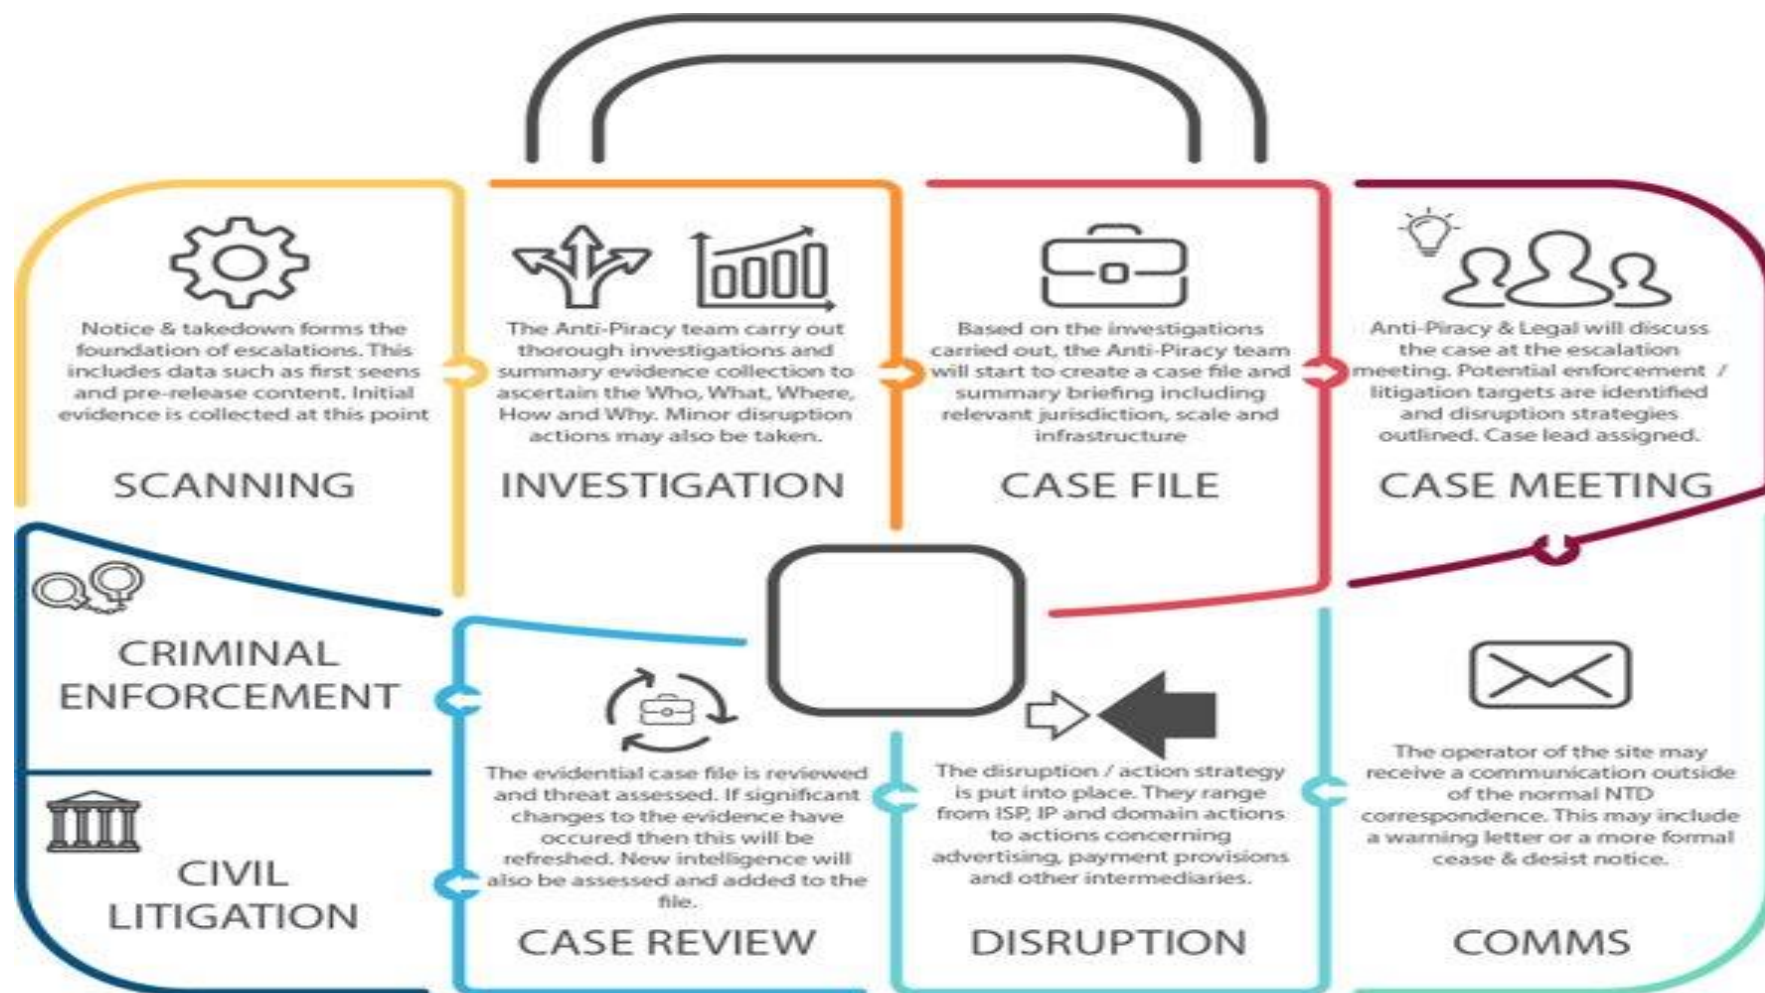 Notice & takedown forms the
foundation of escalations. This
includes data such as first seens
and pre-release content. Initial
evidence is collected at this point
SCANNING
The Anti-Piracy team carry out
thorough investigations and
summary evidence collection to
ascertain the Who, What, Where,
How and Why. Minor disruption
actions may also be taken.
INVESTIGATION
Based on the investigations
carried out, the Anti-Piracy team
will start to create a case file and
summary briefing including
relevant jurisdiction, scale and
infrastructure
CASE FILE
Anti-Piracy & Legal will discuss
the case at the escalation
meeting. Potential enforcement /
litigation targets are identified
and disruption strategies
outlined. Case lead assigned.
CASE MEETING
The operator of the site may
receive a communication outside
of the normal NTD
correspondence. This may include
a warning letter or a more formal
cease & desist notice.
COMMS
The disruption / action strategy
is put into place. They range
from ISP, IP and domain actions
to actions concerning
advertising, payment provisions
and other intermediaries.
DISRUPTION
The evidential case file is reviewed
and threat assessed. If significant
changes to the evidence have
occured then this will be
refreshed. New intelligence will
also be assessed and added to the
file.
CASE REVIEW
CRIMINAL
ENFORCEMENT
CIVIL
LITIGATION